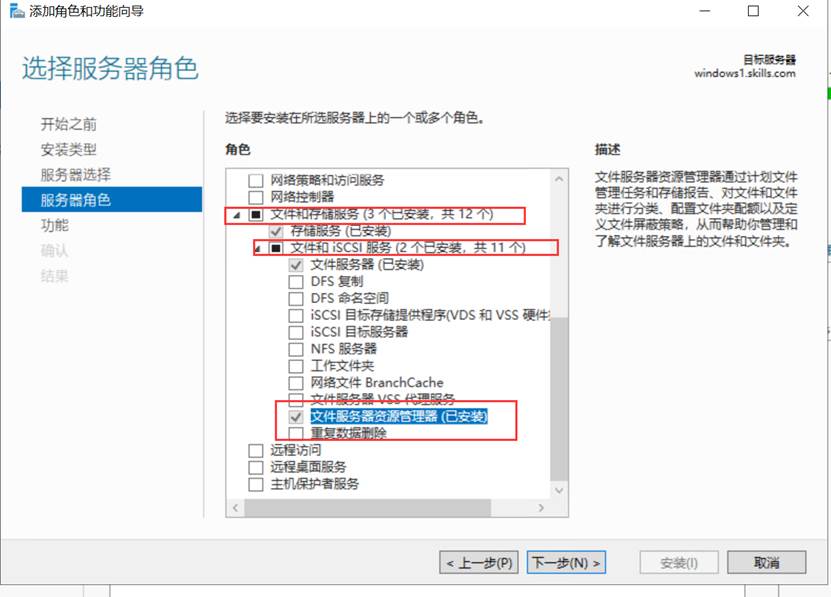 添加角色和功能向导
选择服务器角色
目标服务器
windows1.skills.com
开始之前
安装类型
服务器选择
服务器角色
功能
确认
结果
选择要安装在所选服务器上的一个或多个角色。
角色
网络策略和访问服务
网络控制器
文件和存储服务 (3 个已安装，共 12 个)
存储服务 (已安装)
文件和 iSCSI 服务 (2 个已安装，共 11 个)
文件服务器 (已安装)
DFS 复制
DFS 命名空间
iSCSI 目标存储提供程序(VDS 和 VSS 硬件
iSCSI 目标服务器
NFS 服务器
工作文件夹
网络文件 BranchCache
文件服务器 VSS 代理服务
文件服务器资源管理器 (已安装)
重复数据删除
远程访问
远程桌面服务
主机保护者服务
描述
文件服务器资源管理器通过计划文件
管理任务和存储报告、对文件和文件
夹进行分类、配置文件夹配额以及定
义文件屏蔽策略，从而帮助你管理和
了解文件服务器上的文件和文件夹。
< 上一步(P)
下一步(N) >
安装(I)
取消